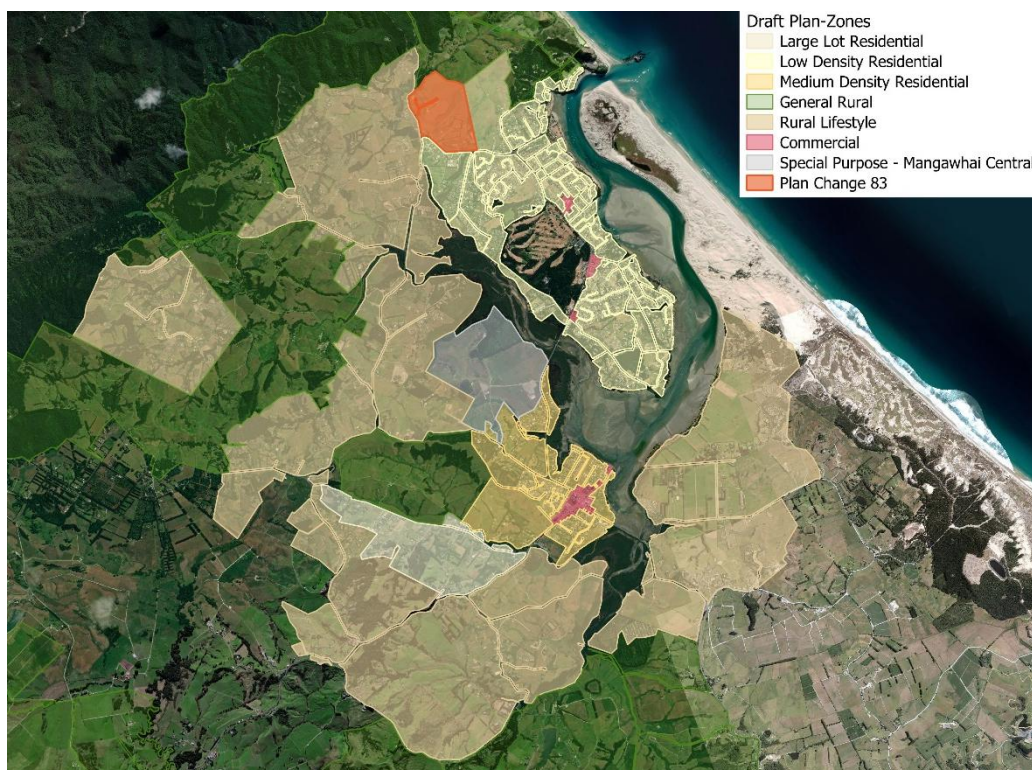 Draft Plan-Zones
Large Lot Residential
Low Density Residential
Medium Density Residential
General Rural
Rural Lifestyle
Commercial
Special Purpose - Mangawhai Central
Plan Change 83